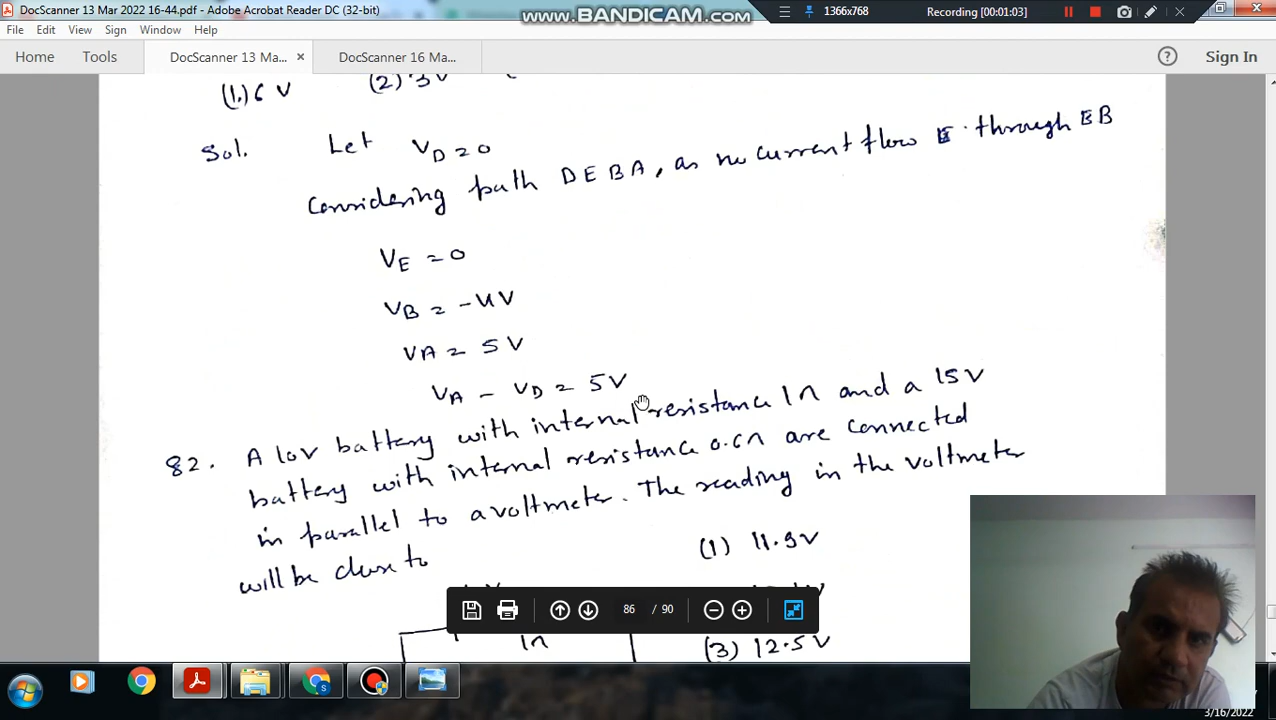 DocScanner 13 Mar 2022 16-44.pdf - Adobe Acrobat Reader DC (32-bit)
www.BANDICAM.com
1366x768
Recording [00:01:03]
File Edit View Sign Window Help
Home Tools DocScanner 13 Ma... × DocScanner 16 Ma... Sign In
(1.) 6 V (2) 3 V
Sol. Let VD = 0
Considering path DEBA, as no current flow E through EB
VE = 0
VB = -4V
VA = 5 V
VA - VD = 5V
82. A 10V battery with internal resistance 1Ω and a 15V
battery with internal resistance 0.6Ω are connected
in parallel to a voltmeter. The reading in the voltmeter
will be close to
(1) 11.9V
86 / 90
1Ω
(3) 12.5V
3/16/2022